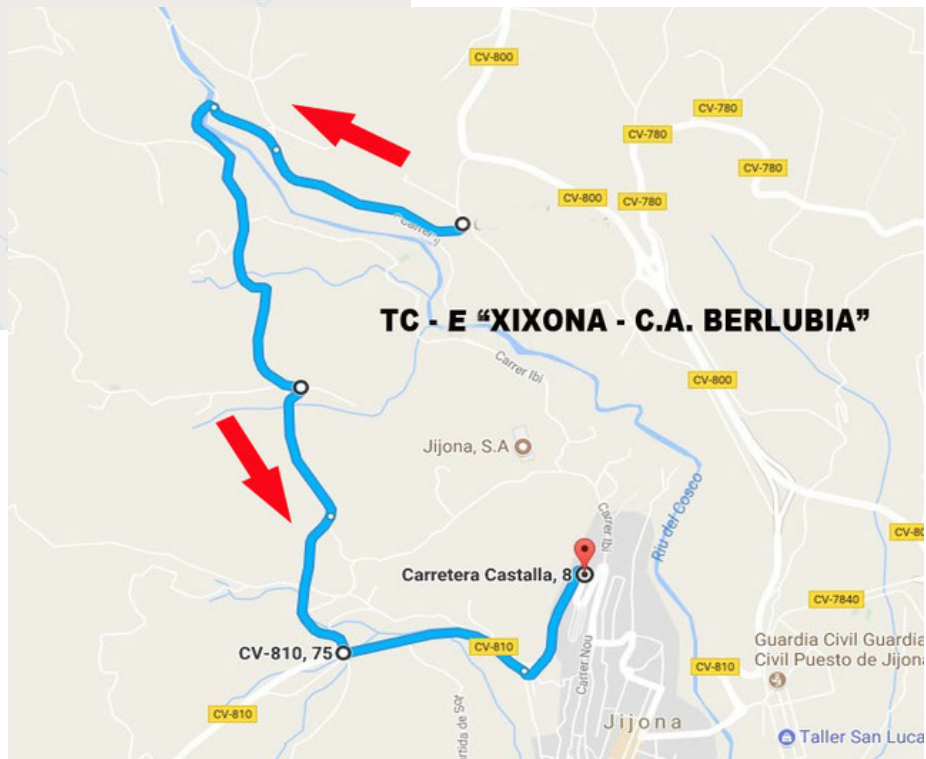 CV-800
CV-780
CV-780
CV-780
CV-800
CV-780
TC - E “XIXONA - C.A. BERLUBIA”
Carrer Ibi
CV-800
Jijona, S.A
Riu del Cosco
Carrer Ibi
Carretera Castalla, 8
CV-7840
CV-810
Guardia Civil Guardia
Civil Puesto de Jijona
CV-810, 75
CV-810
Carrer Nou
CV-810
Jijona
Taller San Luca